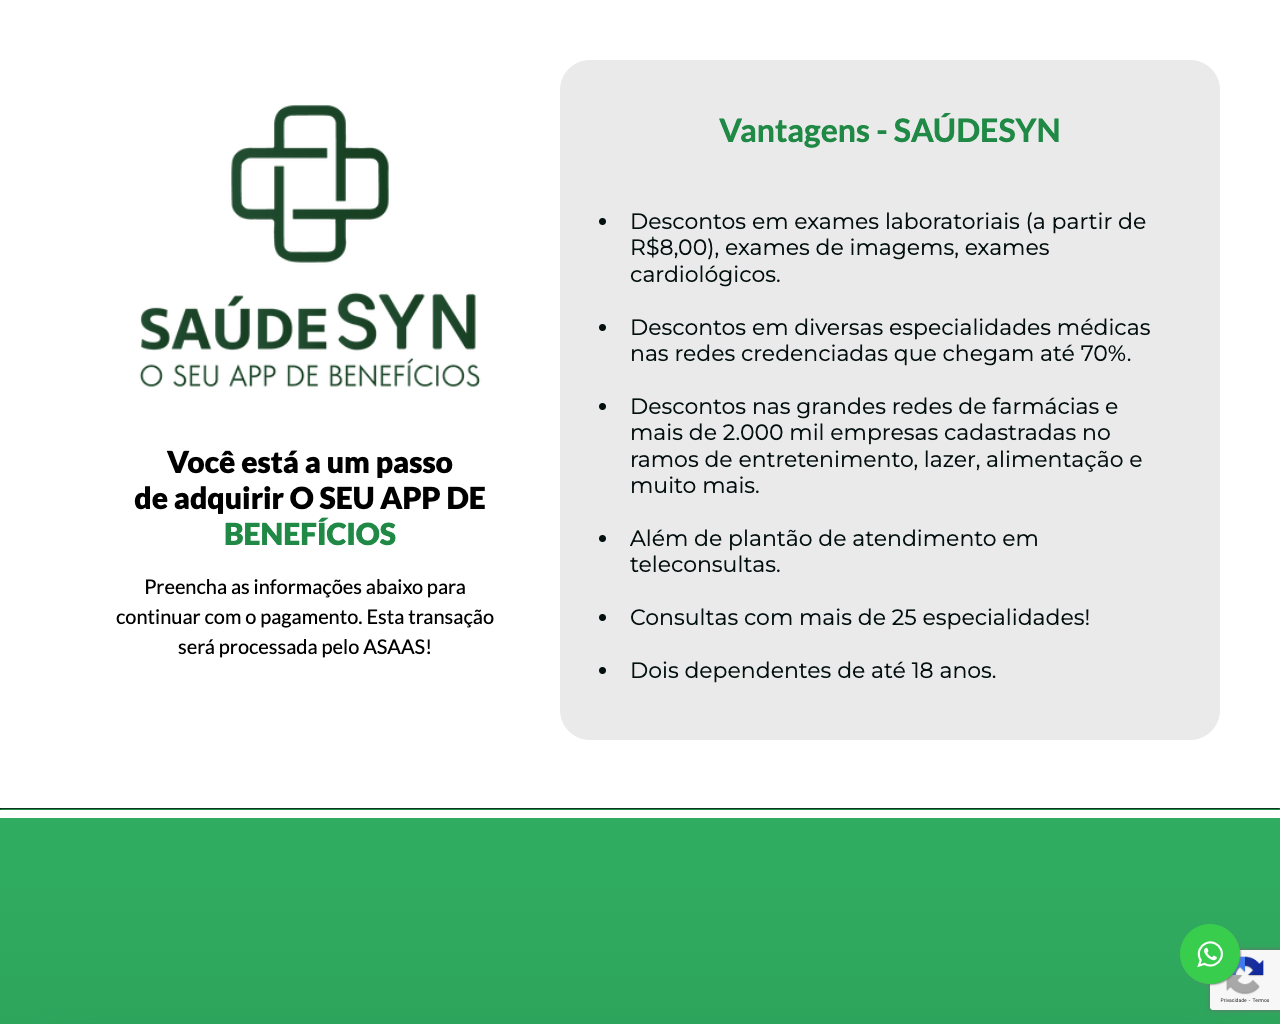 SAÚDE SYN
O SEU APP DE BENEFÍCIOS
Você está a um passo
de adquirir O SEU APP DE
BENEFÍCIOS
Preencha as informações abaixo para
continuar com o pagamento. Esta transação
será processada pelo ASAAS!
Vantagens - SAÚDESYN
• Descontos em exames laboratoriais (a partir de
R$8,00), exames de imagems, exames
cardiológicos.
• Descontos em diversas especialidades médicas
nas redes credenciadas que chegam até 70%.
• Descontos nas grandes redes de farmácias e
mais de 2.000 mil empresas cadastradas no
ramos de entretenimento, lazer, alimentação e
muito mais.
• Além de plantão de atendimento em
teleconsultas.
• Consultas com mais de 25 especialidades!
• Dois dependentes de até 18 anos.
Privacidade - Termos